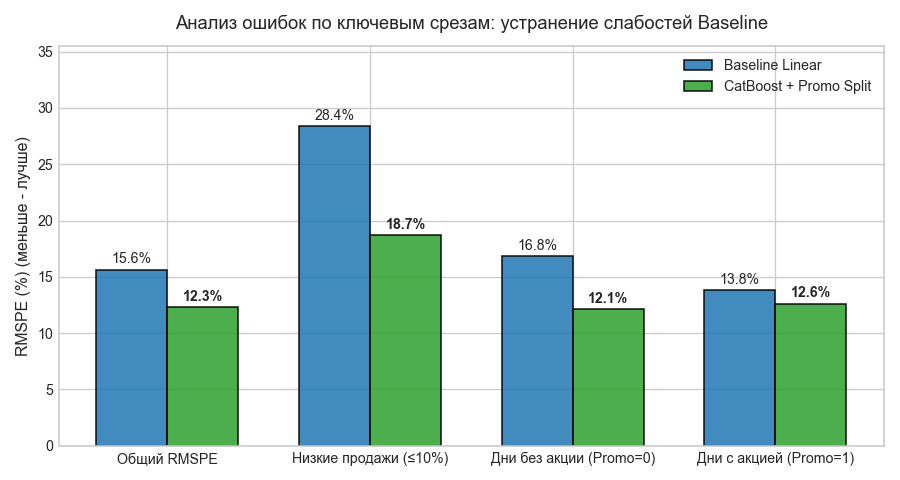 Анализ ошибок по ключевым срезам: устранение слабостей Baseline
RMSPE (%) (меньше - лучше)
35
30
25
20
15
10
5
0
Baseline Linear
CatBoost + Promo Split
15.6%
12.3%
28.4%
18.7%
16.8%
12.1%
13.8%
12.6%
Общий RMSPE
Низкие продажи (≤10%)
Дни без акции (Promo=0)
Дни с акцией (Promo=1)